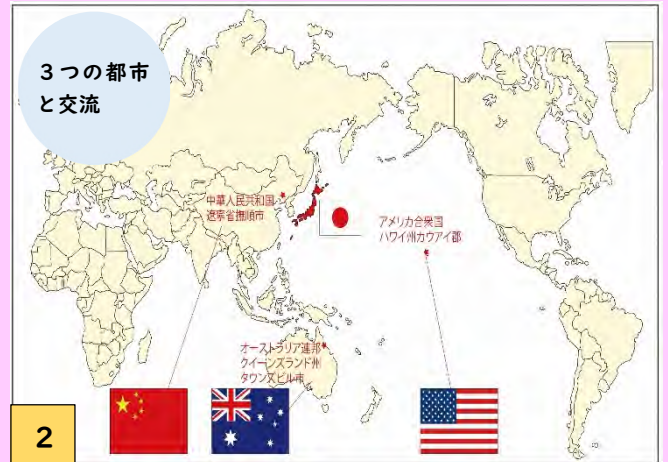 3つの都市
と交流
中華人民共和国
遼寧省撫順市
アメリカ合衆国
ハワイ州カウアイ郡
オーストラリア連邦
クイーンズランド州
タウンズビル市
2